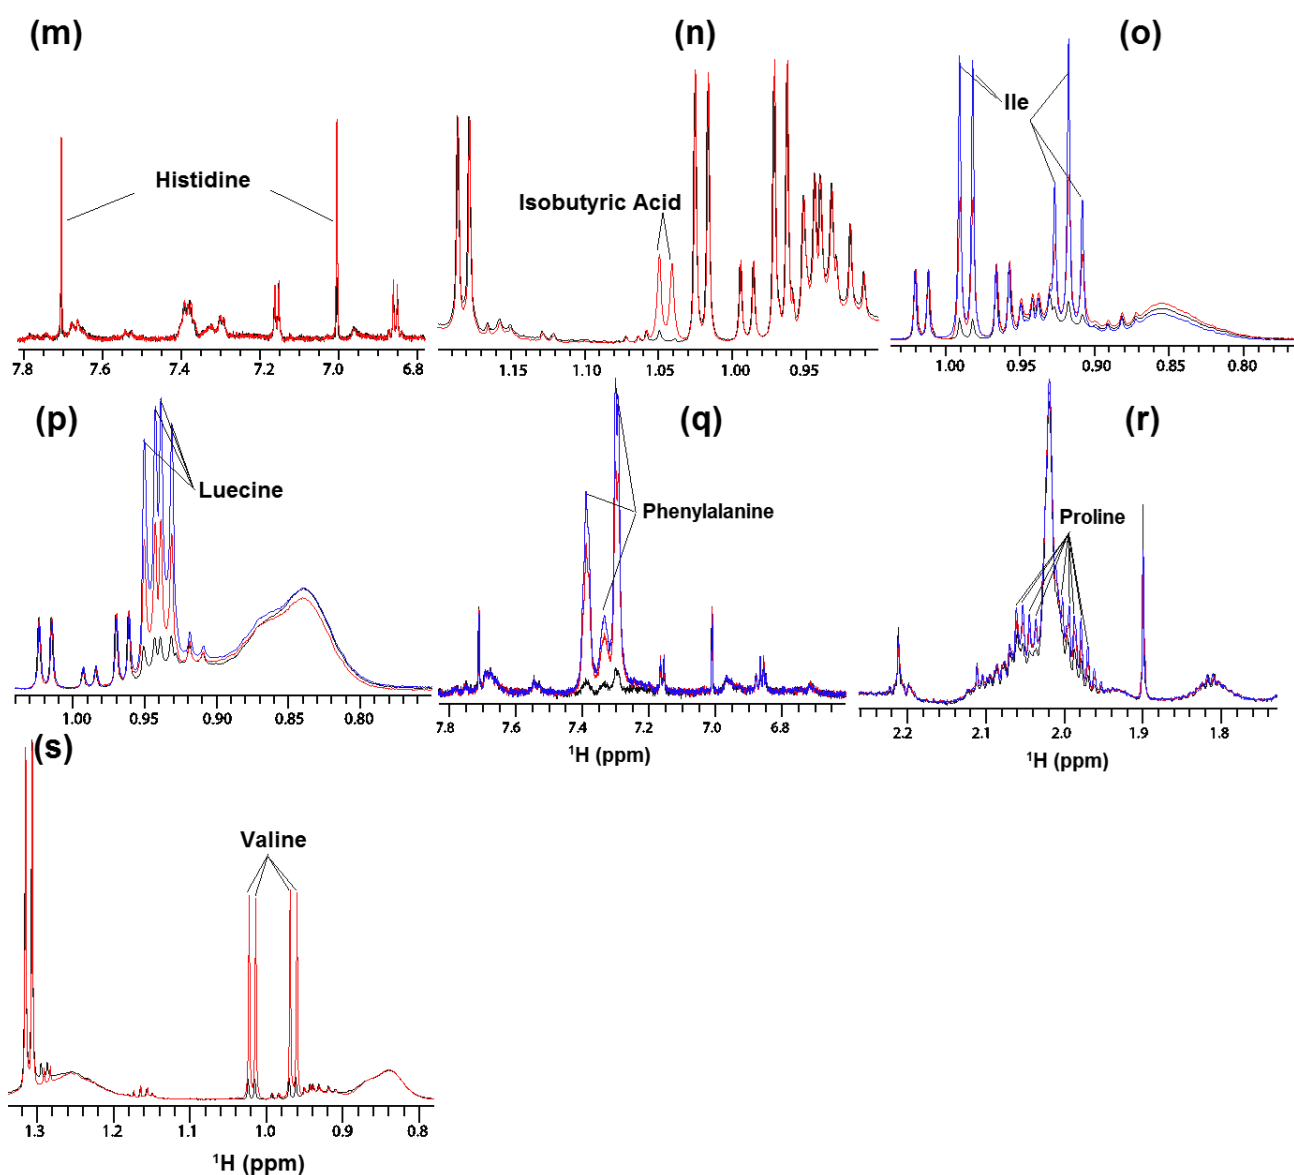 (m)
Histidine
7.8 7.6 7.4 7.2 7.0 6.8
(n)
Isobutyric Acid
1.15 1.10 1.05 1.00 0.95
(o)
Ile
1.00 0.95 0.90 0.85 0.80
(p)
Luecine
1.00 0.95 0.90 0.85 0.80
(q)
Phenylalanine
7.8 7.6 7.4 7.2 7.0 6.8
¹H (ppm)
(r)
Proline
2.2 2.1 2.0 1.9 1.8
¹H (ppm)
(s)
Valine
1.3 1.2 1.1 1.0 0.9 0.8
¹H (ppm)